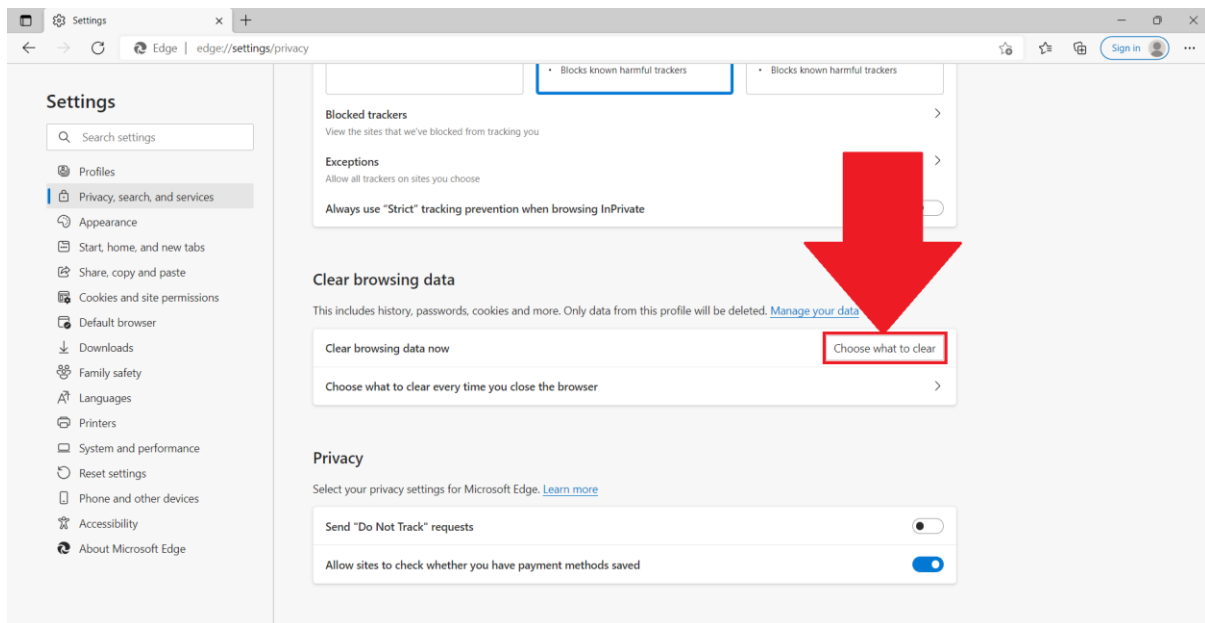 Settings
Edge | edge://settings/privacy
Sign in
Settings
Search settings
Profiles
Privacy, search, and services
Appearance
Start, home, and new tabs
Share, copy and paste
Cookies and site permissions
Default browser
Downloads
Family safety
Languages
Printers
System and performance
Reset settings
Phone and other devices
Accessibility
About Microsoft Edge
• Blocks known harmful trackers
• Blocks known harmful trackers
Blocked trackers
View the sites that we've blocked from tracking you
Exceptions
Allow all trackers on sites you choose
Always use "Strict" tracking prevention when browsing InPrivate
Clear browsing data
This includes history, passwords, cookies and more. Only data from this profile will be deleted. Manage your data
Clear browsing data now
Choose what to clear
Choose what to clear every time you close the browser
Privacy
Select your privacy settings for Microsoft Edge. Learn more
Send "Do Not Track" requests
Allow sites to check whether you have payment methods saved